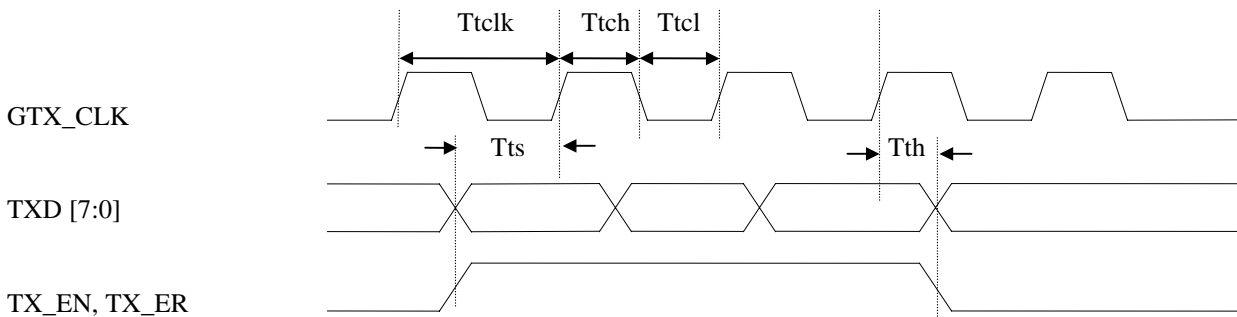 Ttclk Ttch Ttcl
GTX_CLK
Tts Tth
TXD [7:0]
TX_EN, TX_ER